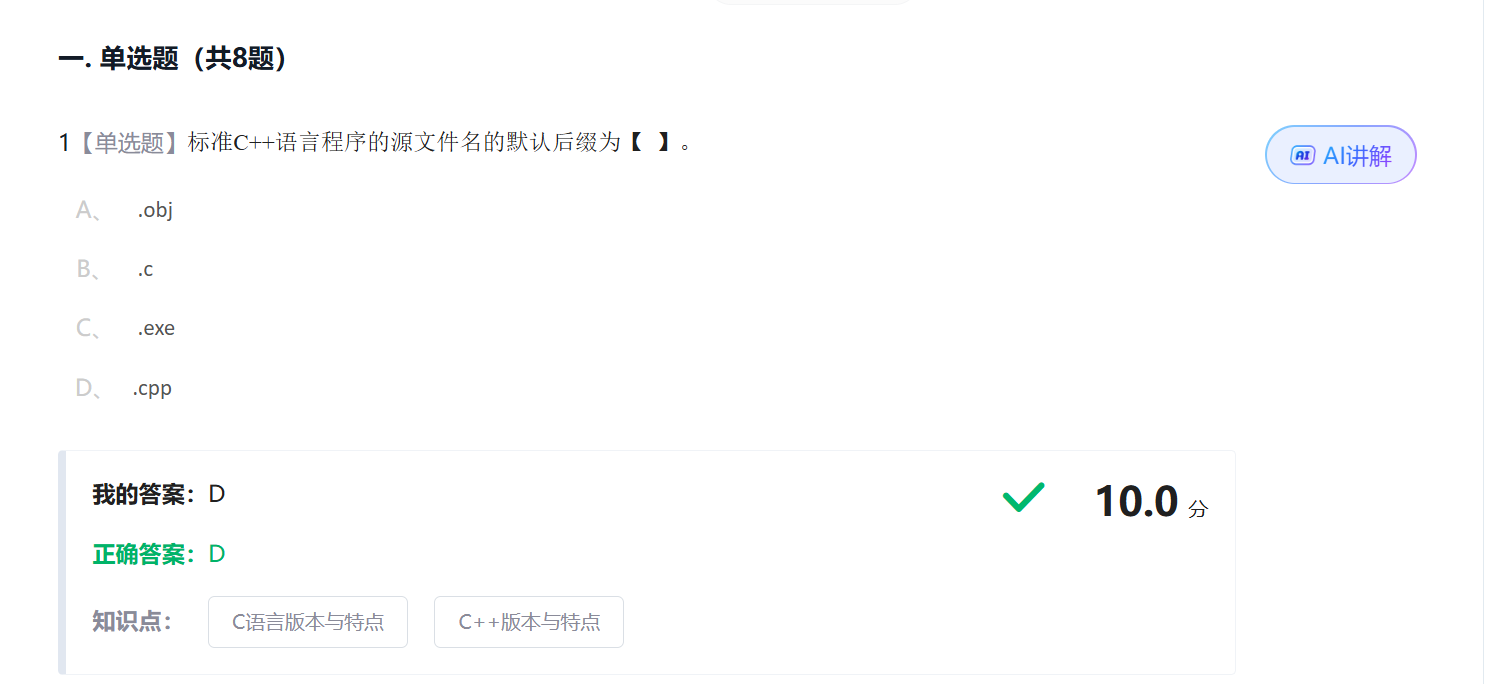 一. 单选题（共8题）
1【单选题】标准C++语言程序的源文件名的默认后缀为【 】。
AI AI讲解
A、 .obj
B、 .c
C、 .exe
D、 .cpp
我的答案：D
10.0 分
正确答案：D
知识点： C语言版本与特点 C++版本与特点